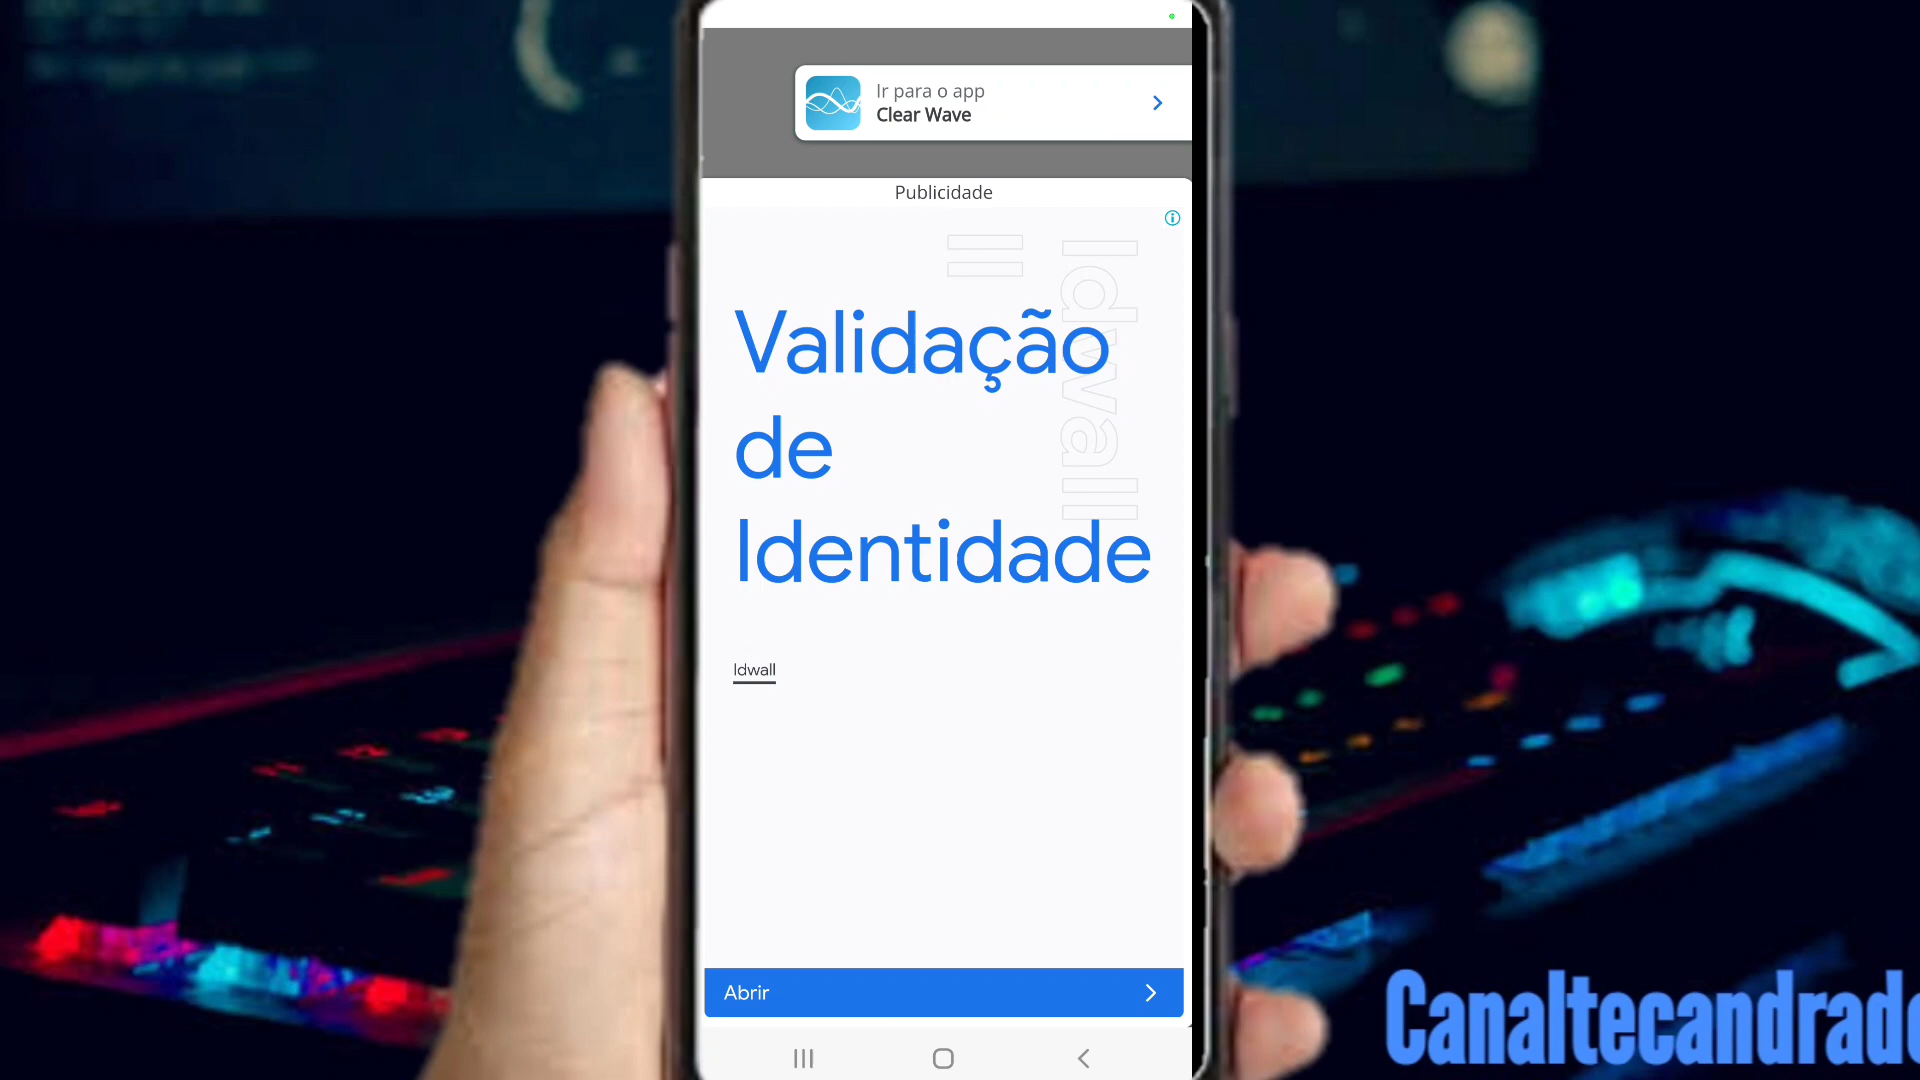 Ir para o app
Clear Wave
Publicidade
Idwall
Validação
de
Identidade
Idwall
Abrir
Canaltecandrade